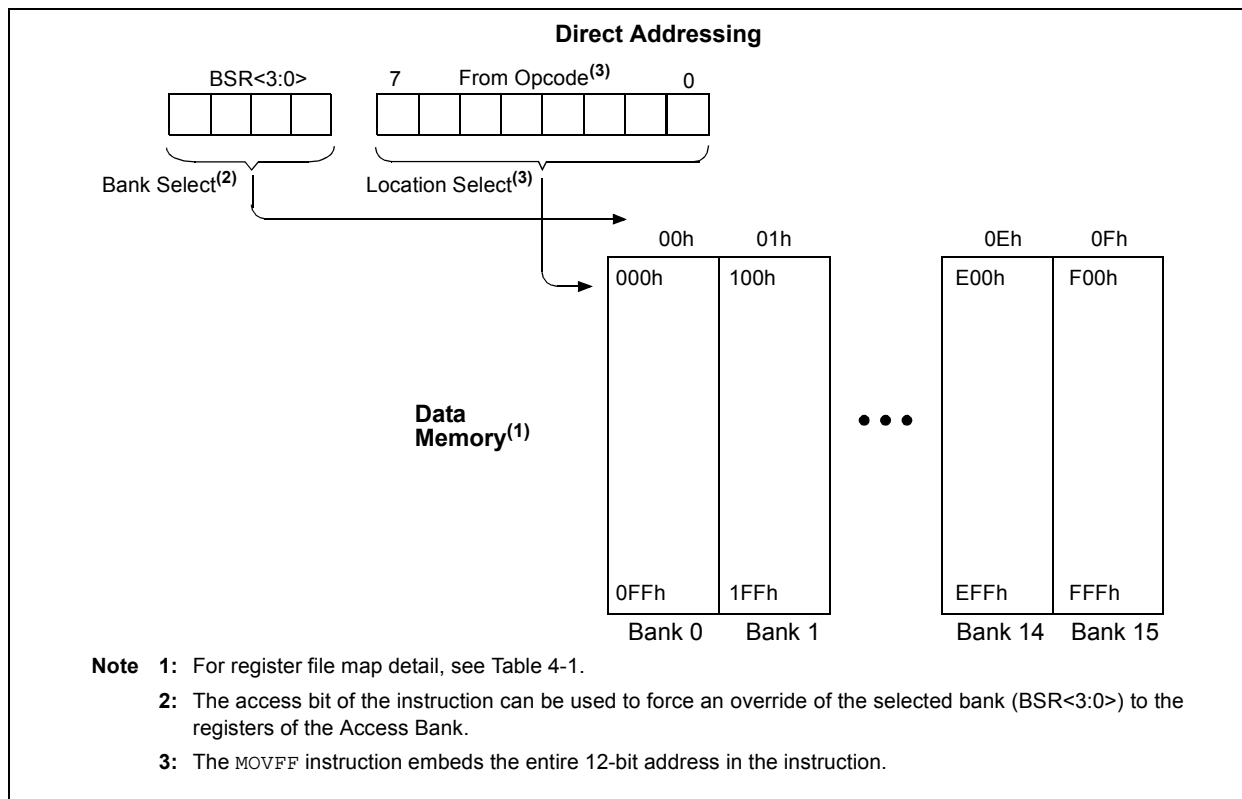 Direct Addressing
BSR<3:0>
7 From Opcode(3) 0
Bank Select(2)
Location Select(3)
00h 01h 0Eh 0Fh
000h 100h E00h F00h
Data
Memory(1)
0FFh 1FFh EFFh FFFh
Bank 0 Bank 1 Bank 14 Bank 15
Note 1: For register file map detail, see Table 4-1.
2: The access bit of the instruction can be used to force an override of the selected bank (BSR<3:0>) to the
registers of the Access Bank.
3: The MOVFF instruction embeds the entire 12-bit address in the instruction.